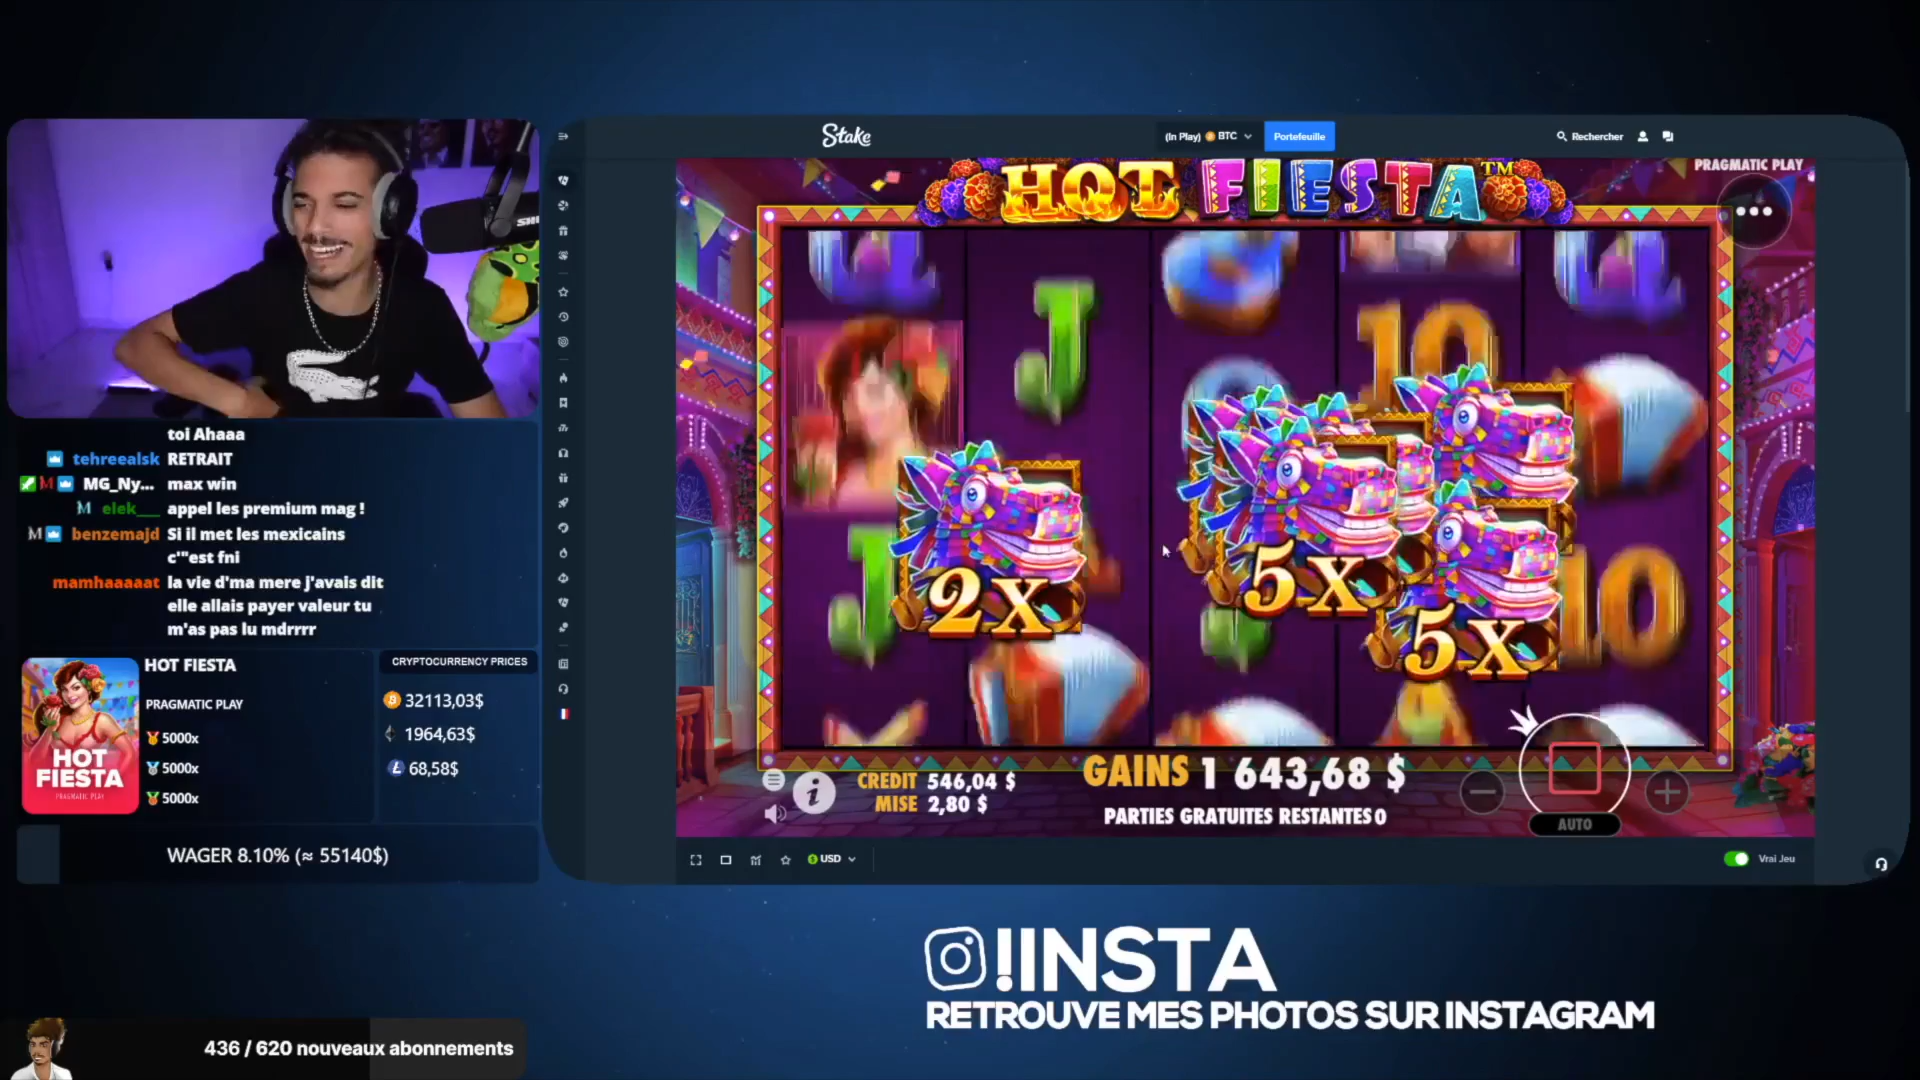 Stake
(In Play) BTC
Portefeuille
Rechercher
HOT FIESTA™
PRAGMATIC PLAY
J
10
J
10
2x
5x
5x
CREDIT 546,04 $
MISE 2,80 $
GAINS 1 643,68 $
PARTIES GRATUITES RESTANTES 0
AUTO
USD
Vrai Jeu
toi Ahaaa
tehreealsk RETRAIT
MG_Ny... max win
elek__ appel les premium mag !
benzemajd Si il met les mexicains
c'"est fni
mamhaaaaat la vie d'ma mere j'avais dit
elle allais payer valeur tu
m'as pas lu mdrrrr
HOT FIESTA
PRAGMATIC PLAY
5000x
5000x
5000x
HOT
FIESTA
PRAGMATIC PLAY
CRYPTOCURRENCY PRICES
32113,03$
1964,63$
68,58$
WAGER 8.10% (≈ 55140$)
!INSTA
RETROUVE MES PHOTOS SUR INSTAGRAM
436 / 620 nouveaux abonnements